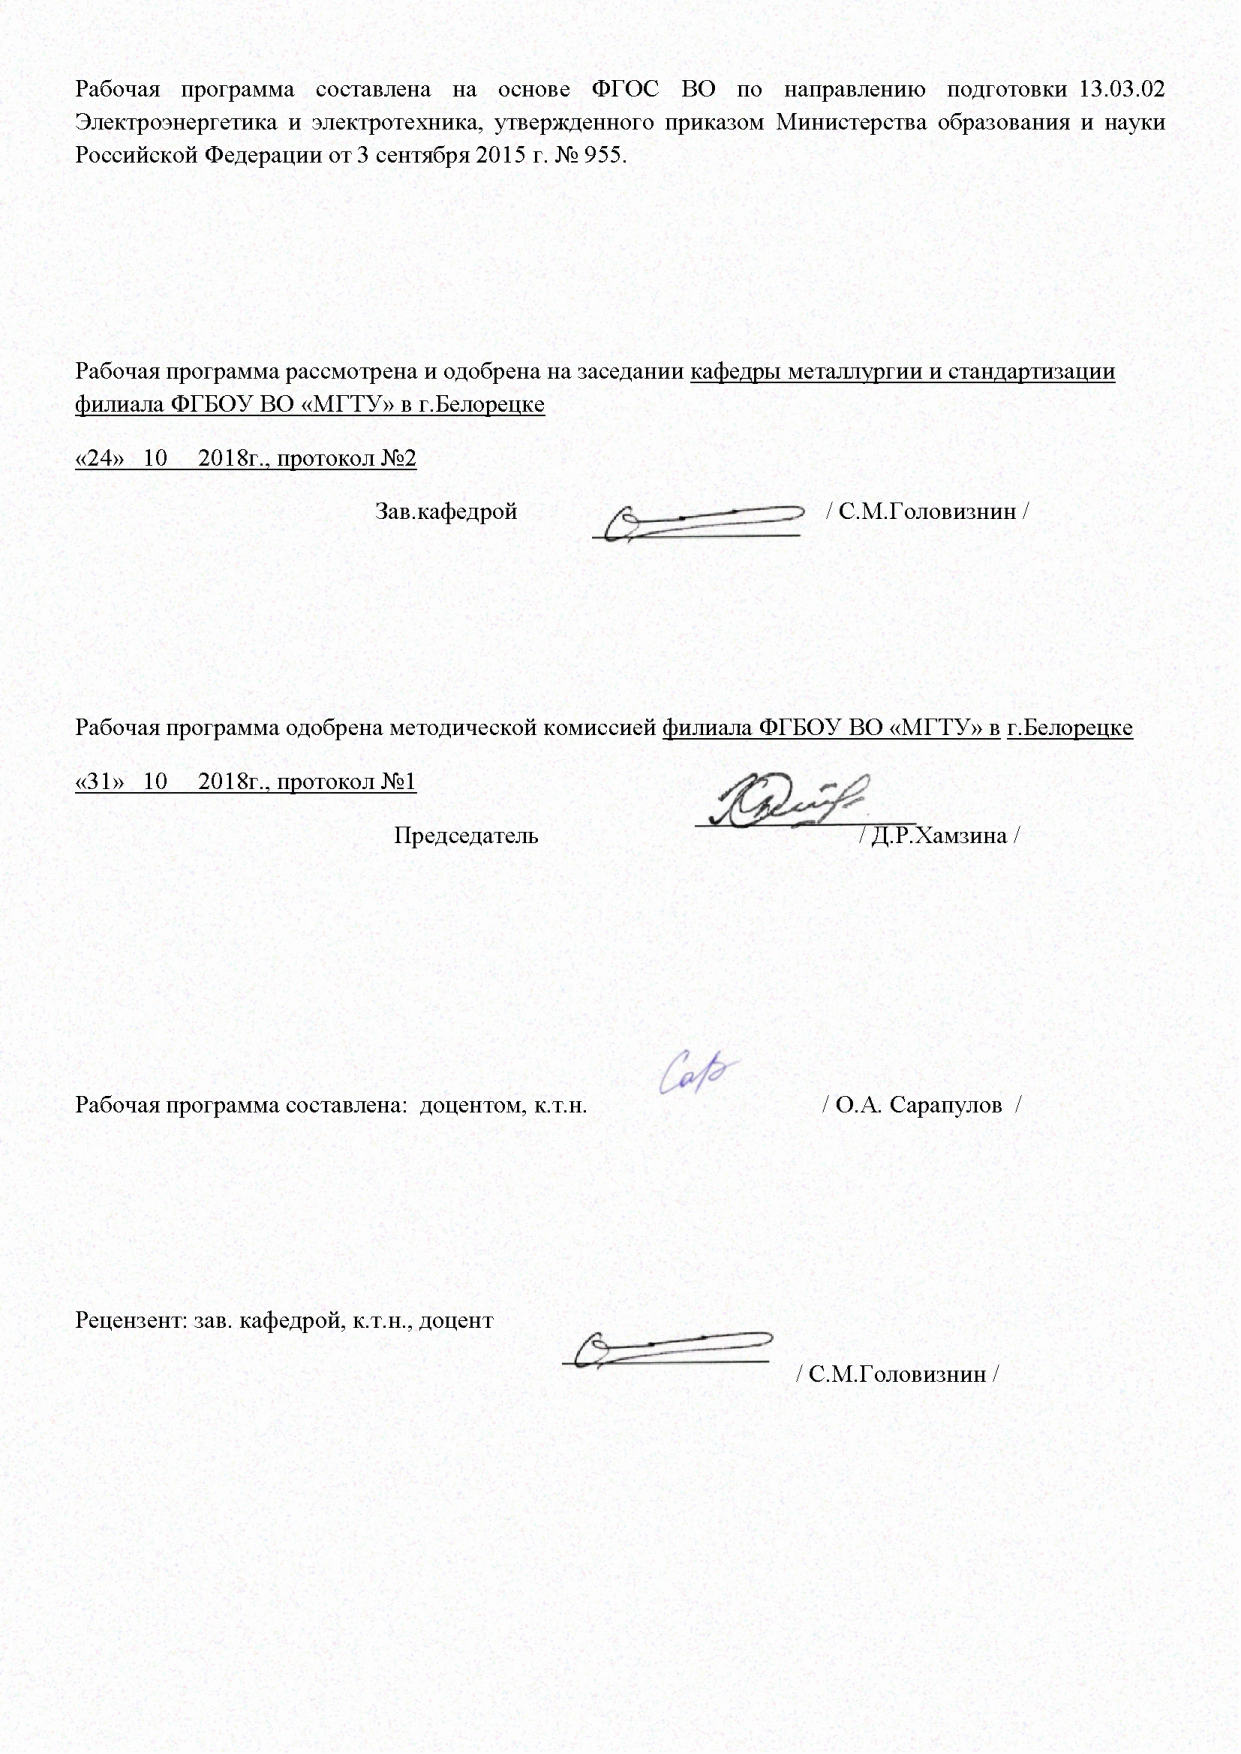 Рабочая программа составлена на основе ФГОС ВО по направлению подготовки 13.03.02
Электроэнергетика и электротехника, утвержденного приказом Министерства образования и науки
Российской Федерации от 3 сентября 2015 г. № 955.
Рабочая программа рассмотрена и одобрена на заседании кафедры металлургии и стандартизации
филиала ФГБОУ ВО «МГТУ» в г.Белорецке
«24» 10 2018г., протокол №2
Зав.кафедрой / С.М.Головизнин /
Рабочая программа одобрена методической комиссией филиала ФГБОУ ВО «МГТУ» в г.Белорецке
«31» 10 2018г., протокол №1
Председатель / Д.Р.Хамзина /
Рабочая программа составлена: доцентом, к.т.н. / О.А. Сарапулов /
Рецензент: зав. кафедрой, к.т.н., доцент
/ С.М.Головизнин /